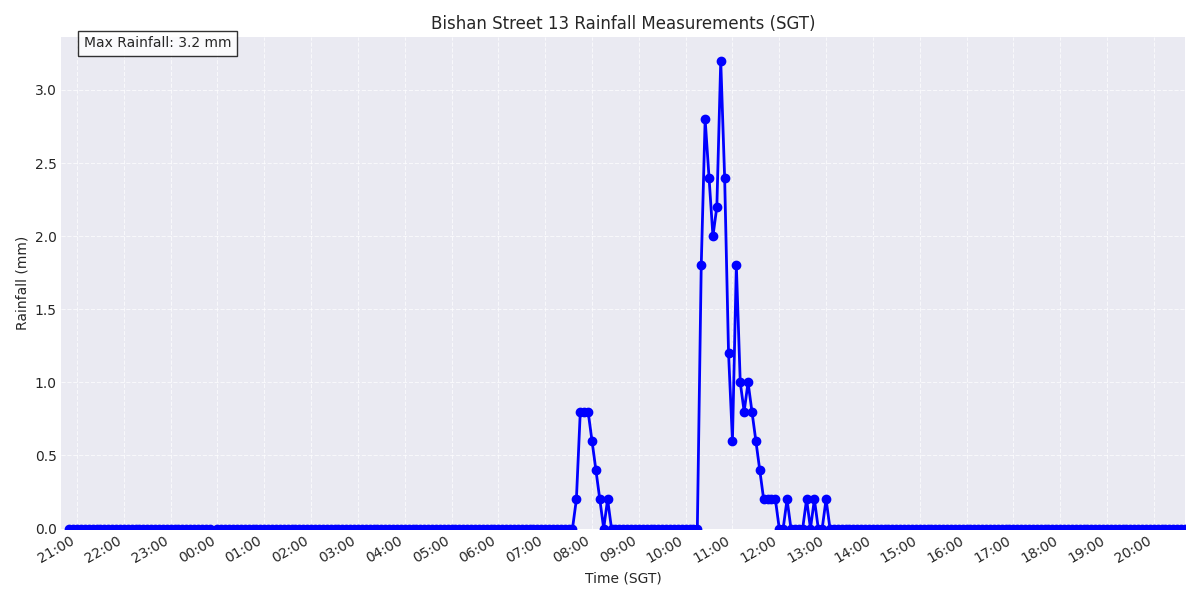 Bishan Street 13 Rainfall Measurements (SGT)
Max Rainfall: 3.2 mm
Rainfall (mm)
3.0
2.5
2.0
1.5
1.0
0.5
0.0
21:00 22:00 23:00 00:00 01:00 02:00 03:00 04:00 05:00 06:00 07:00 08:00 09:00 10:00 11:00 12:00 13:00 14:00 15:00 16:00 17:00 18:00 19:00 20:00
Time (SGT)